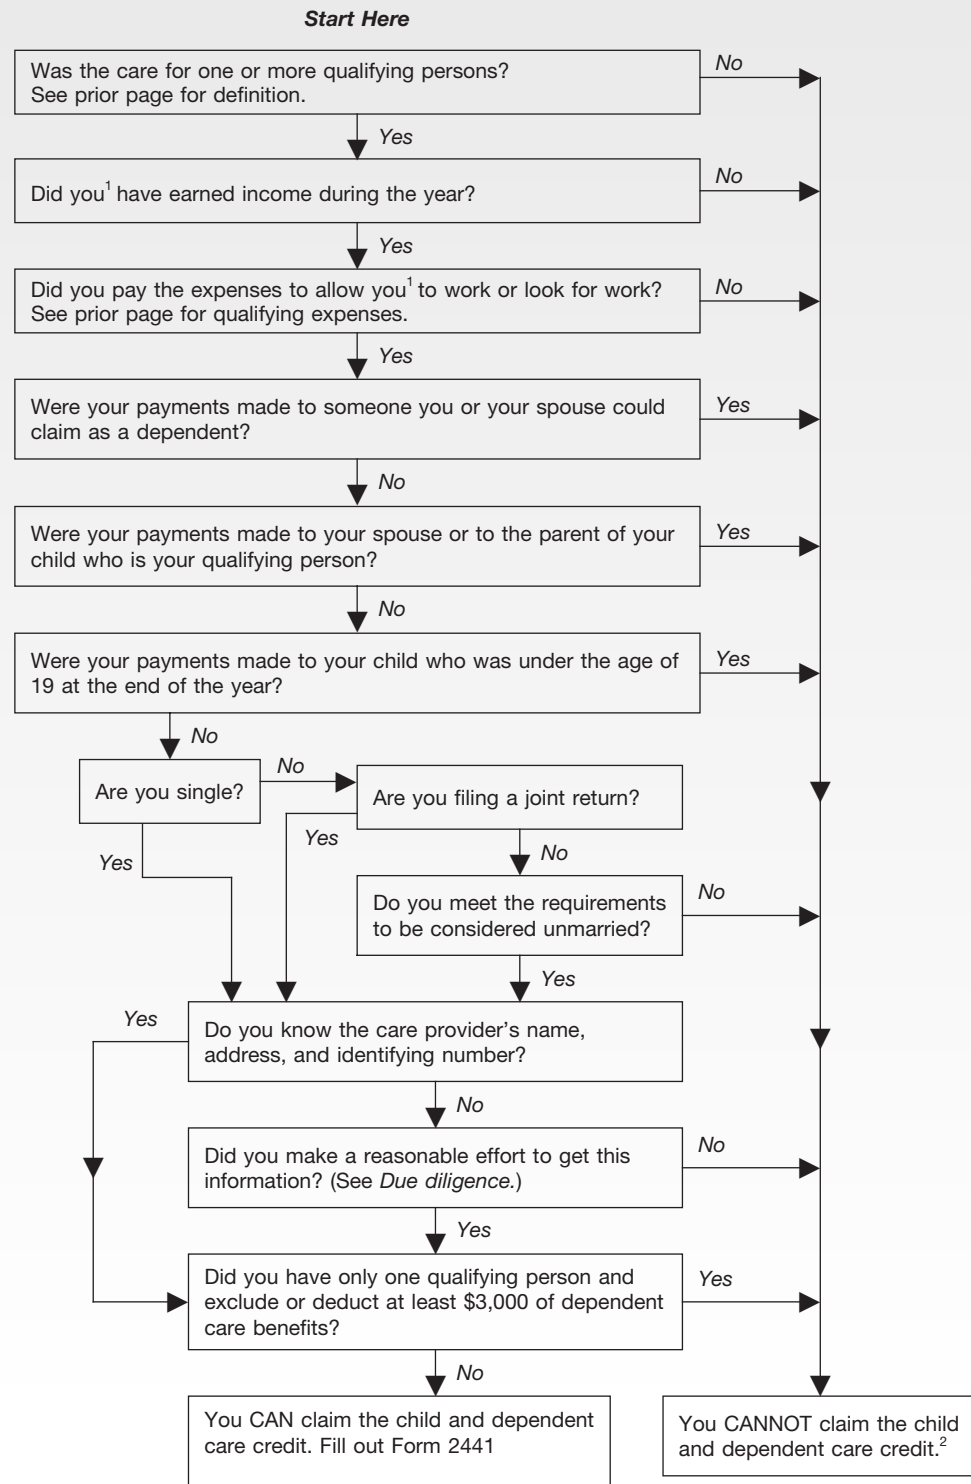 Start Here
Was the care for one or more qualifying persons?
See prior page for definition.
No
Yes
Did you1 have earned income during the year?
No
Yes
Did you pay the expenses to allow you1 to work or look for work?
See prior page for qualifying expenses.
No
Yes
Were your payments made to someone you or your spouse could
claim as a dependent?
Yes
No
Were your payments made to your spouse or to the parent of your
child who is your qualifying person?
Yes
No
Were your payments made to your child who was under the age of
19 at the end of the year?
Yes
No
Are you single?
No
Are you filing a joint return?
Yes
Yes
No
Do you meet the requirements
to be considered unmarried?
No
Yes
Yes
Do you know the care provider’s name,
address, and identifying number?
No
Did you make a reasonable effort to get this
information? (See Due diligence.)
No
Yes
Did you have only one qualifying person and
exclude or deduct at least $3,000 of dependent
care benefits?
Yes
No
You CAN claim the child and dependent
care credit. Fill out Form 2441
You CANNOT claim the child
and dependent care credit.2